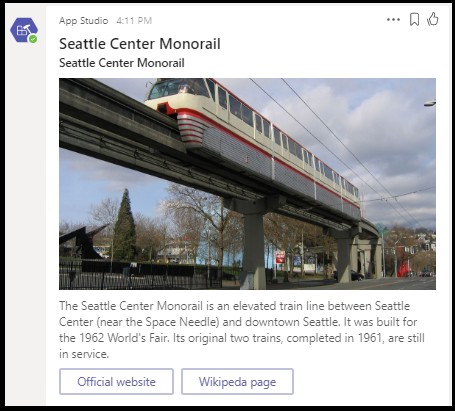 App Studio 4:11 PM
Seattle Center Monorail
Seattle Center Monorail
The Seattle Center Monorail is an elevated train line between Seattle
Center (near the Space Needle) and downtown Seattle. It was built for
the 1962 World's Fair. Its original two trains, completed in 1961, are still
in service.
Official website Wikipeda page